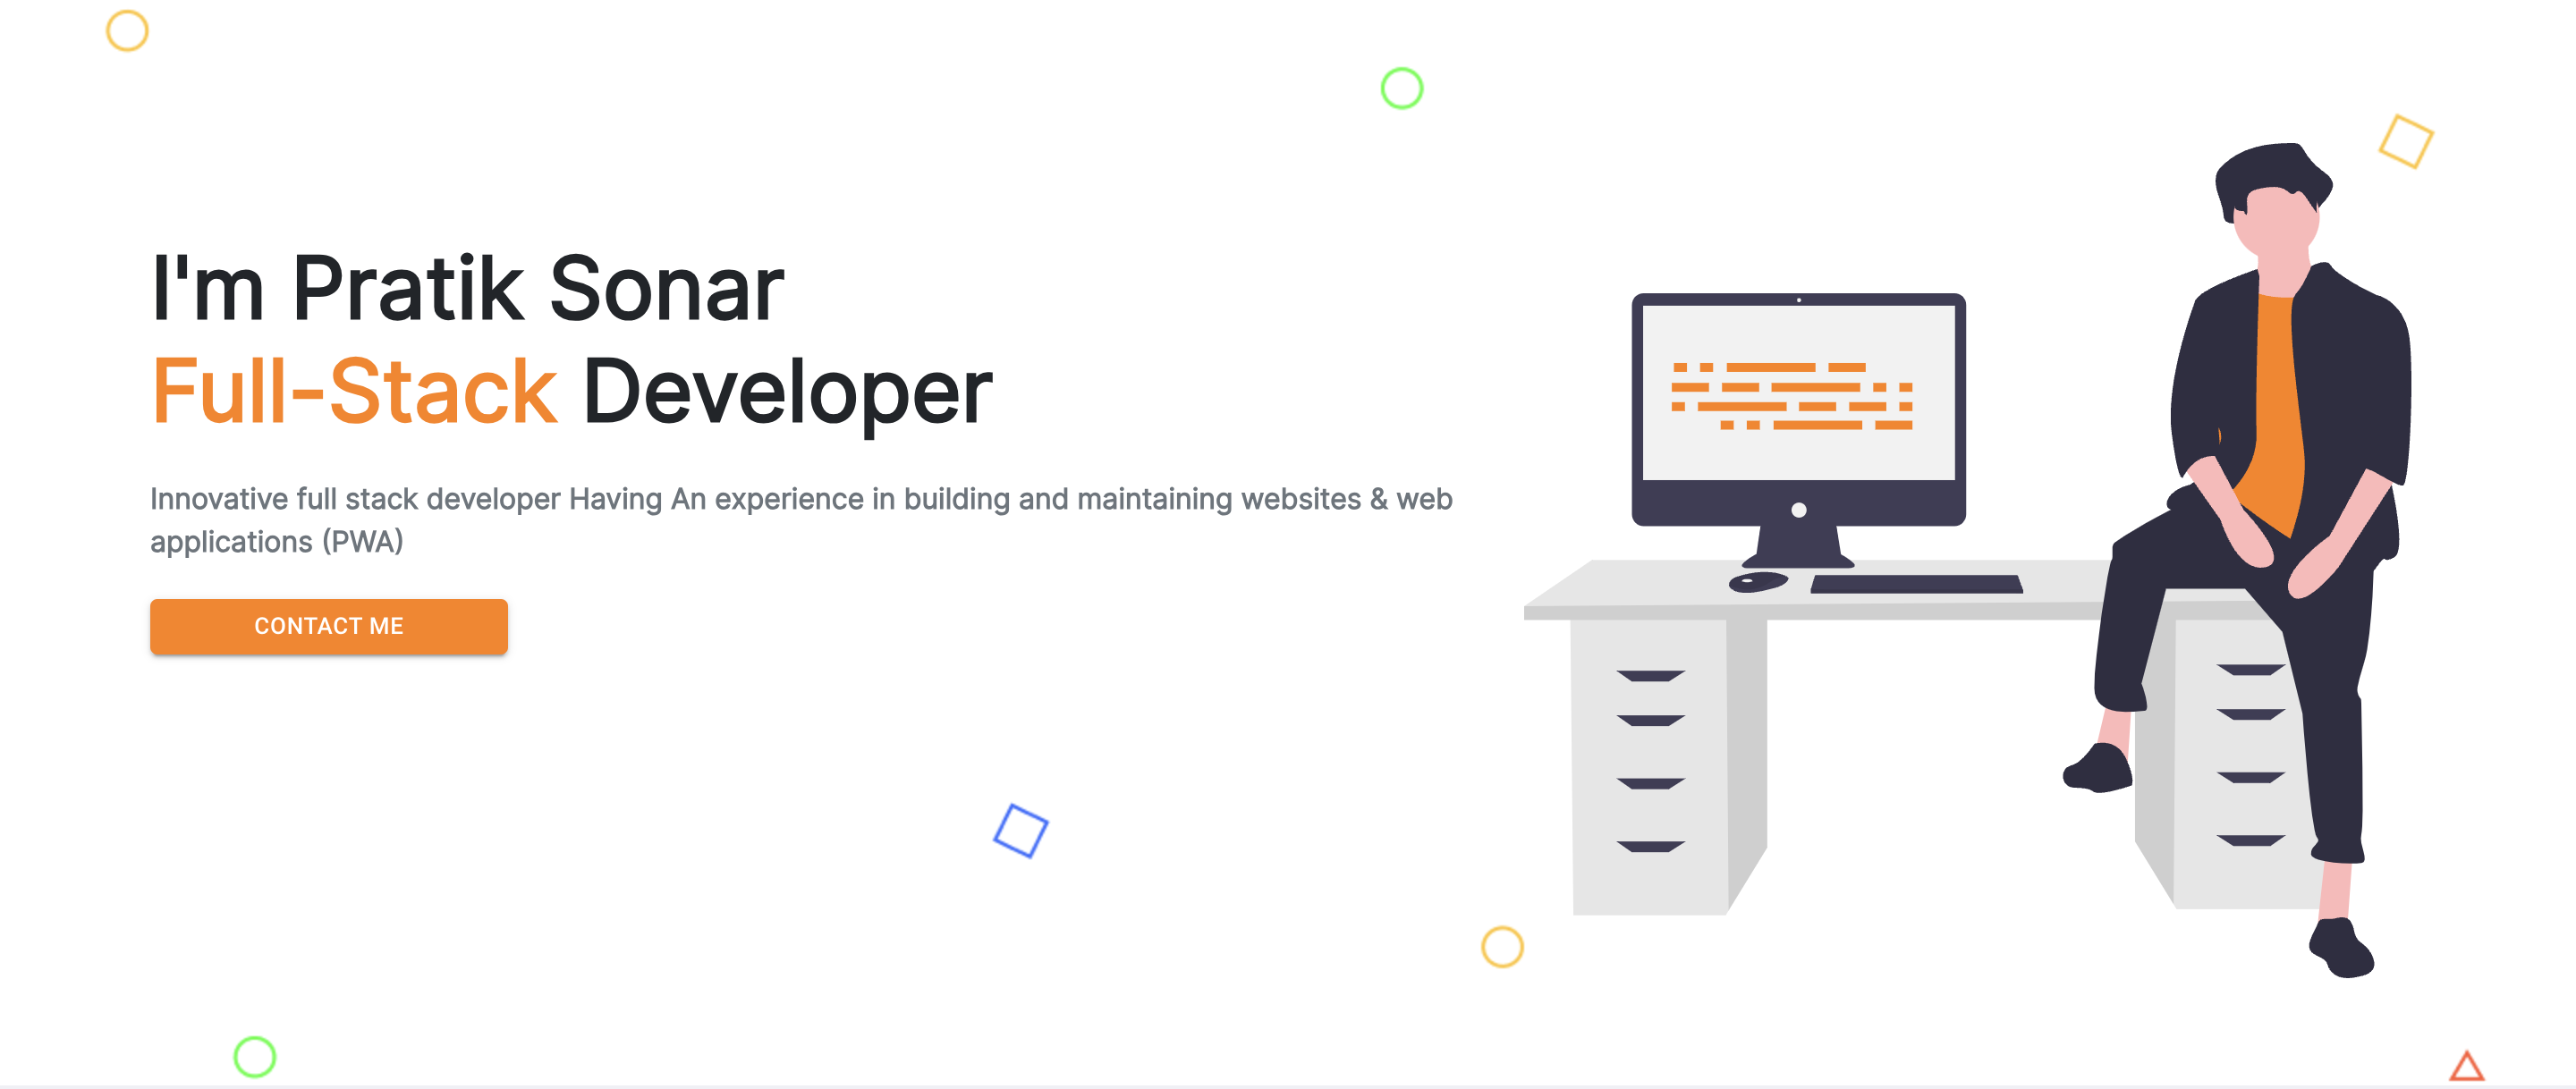 I'm Pratik Sonar
Full-Stack Developer
Innovative full stack developer Having An experience in building and maintaining websites & web
applications (PWA)
CONTACT ME